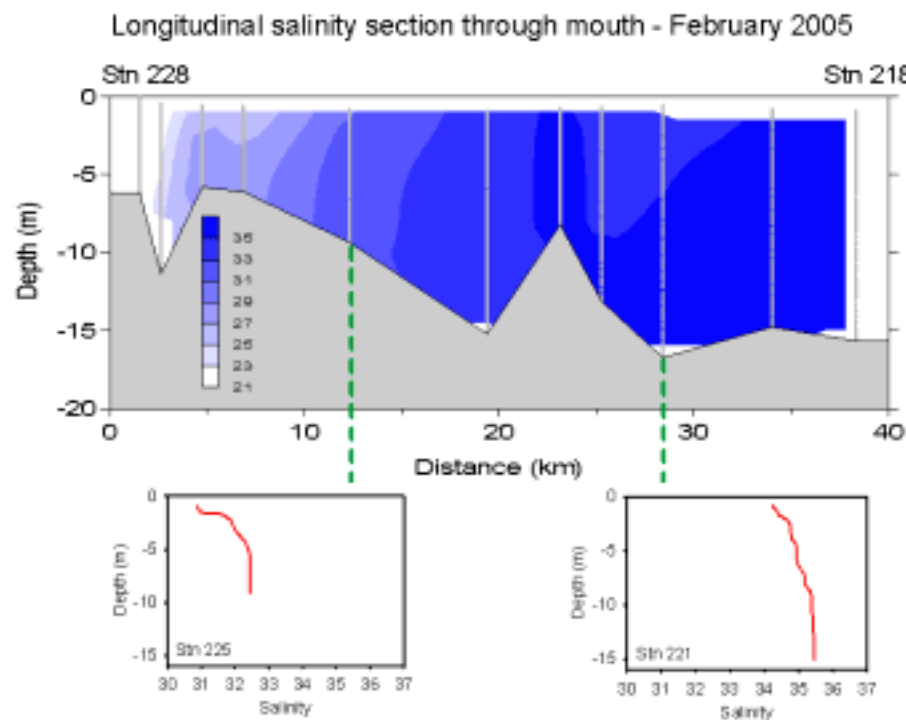 Longitudinal salinity section through mouth - February 2005
Stn 228 Stn 218
0
-5
-10
-15
-20
Depth (m)
35
33
31
29
27
25
23
21
0 10 20 30 40
Distance (km)
0
-5
-10
-15
Depth (m)
Stn 225
30 31 32 33 34 35 36 37
Salinity
0
-5
-10
-15
Depth (m)
Stn 221
30 31 32 33 34 35 36 37
Salinity